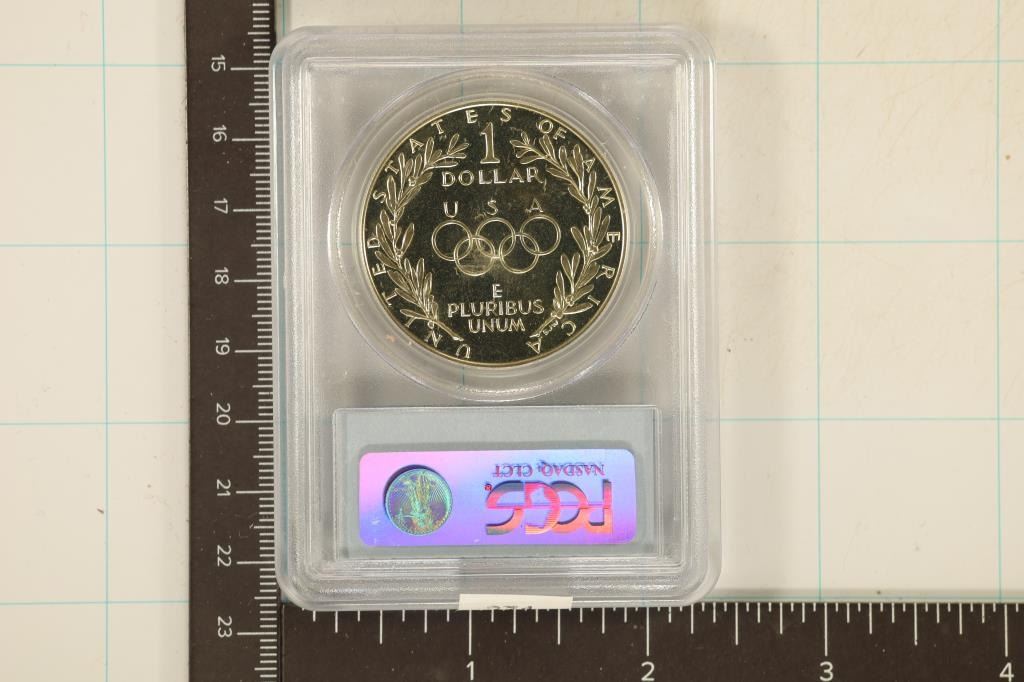 UNITED STATES OF AMERICA
1
DOLLAR
U S A
E
PLURIBUS
UNUM
NASDAQ, CLCT
PCGS
15
16
17
18
19
20
21
22
23
1 2 3 4